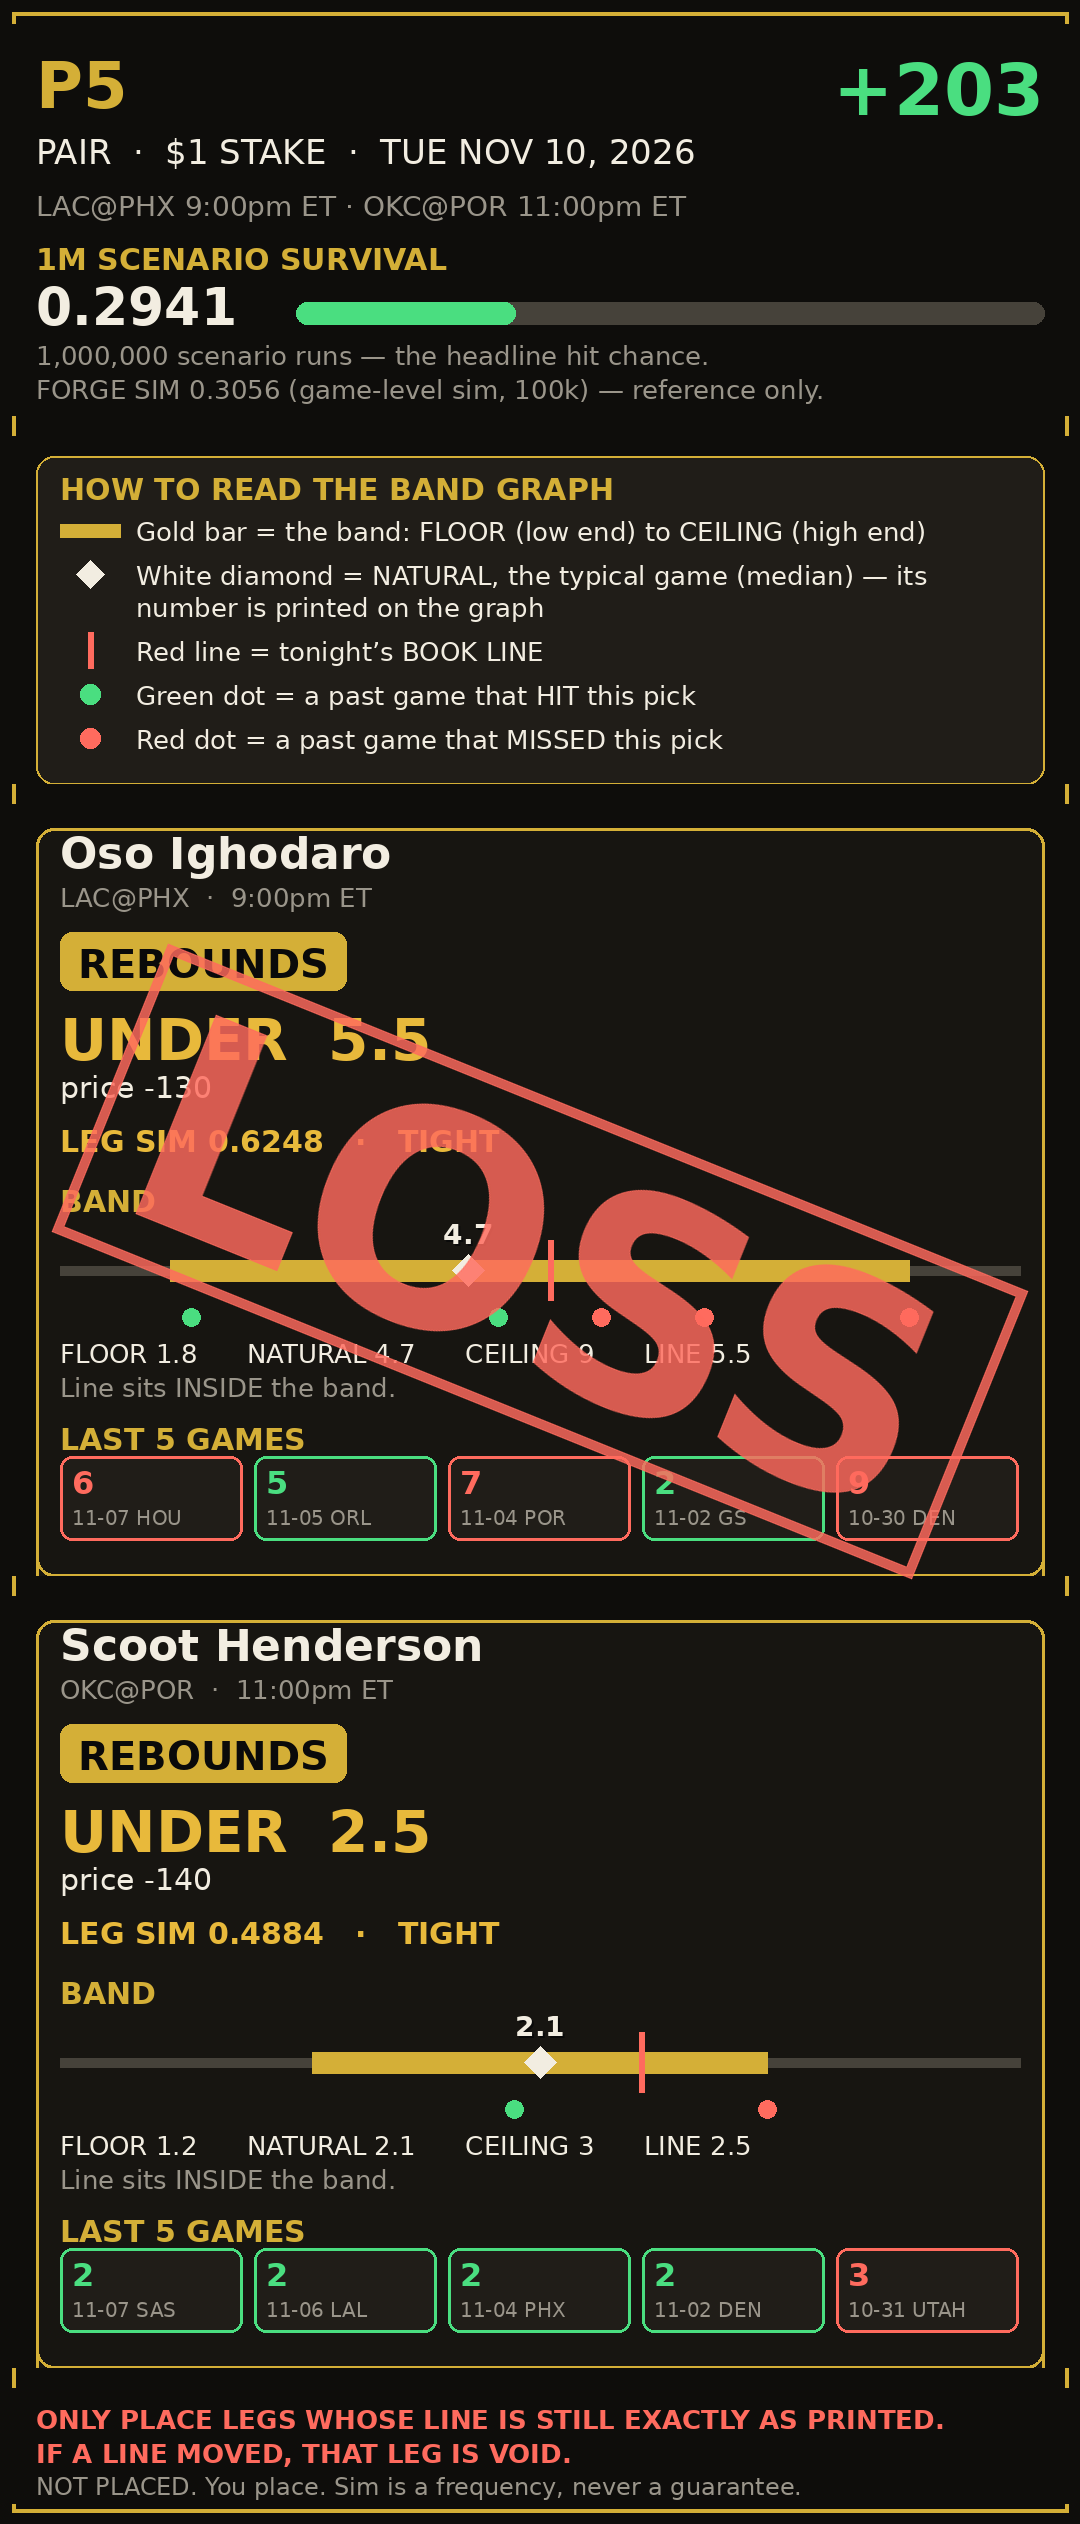 P5
+203
PAIR · $1 STAKE · TUE NOV 10, 2026
LAC@PHX 9:00pm ET · OKC@POR 11:00pm ET
1M SCENARIO SURVIVAL
0.2941
1,000,000 scenario runs — the headline hit chance.
FORGE SIM 0.3056 (game-level sim, 100k) — reference only.
HOW TO READ THE BAND GRAPH
Gold bar = the band: FLOOR (low end) to CEILING (high end)
White diamond = NATURAL, the typical game (median) — its
number is printed on the graph
Red line = tonight’s BOOK LINE
Green dot = a past game that HIT this pick
Red dot = a past game that MISSED this pick
Oso Ighodaro
LAC@PHX · 9:00pm ET
REBOUNDS
UNDER 5.5
price -130
LEG SIM 0.6248 · TIGHT
BAND
4.7
FLOOR 1.8 NATURAL 4.7 CEILING 9 LINE 5.5
Line sits INSIDE the band.
LAST 5 GAMES
6 5 7 2 9
11-07 HOU 11-05 ORL 11-04 POR 11-02 GS 10-30 DEN
LOSS
Scoot Henderson
OKC@POR · 11:00pm ET
REBOUNDS
UNDER 2.5
price -140
LEG SIM 0.4884 · TIGHT
BAND
2.1
FLOOR 1.2 NATURAL 2.1 CEILING 3 LINE 2.5
Line sits INSIDE the band.
LAST 5 GAMES
2 2 2 2 3
11-07 SAS 11-06 LAL 11-04 PHX 11-02 DEN 10-31 UTAH
ONLY PLACE LEGS WHOSE LINE IS STILL EXACTLY AS PRINTED.
IF A LINE MOVED, THAT LEG IS VOID.
NOT PLACED. You place. Sim is a frequency, never a guarantee.